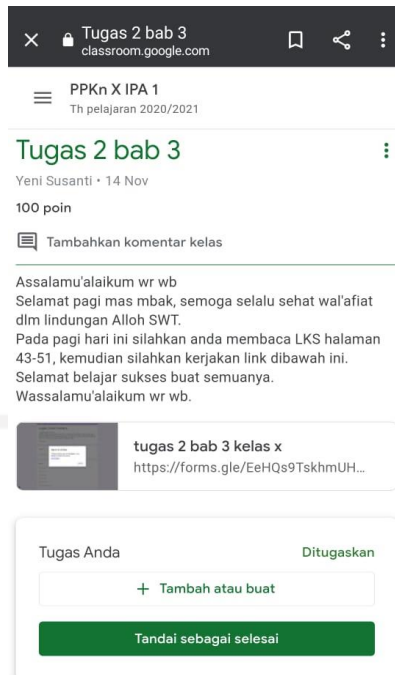 Tugas 2 bab 3
classroom.google.com
PPKn X IPA 1
Th pelajaran 2020/2021
Tugas 2 bab 3
Yeni Susanti • 14 Nov
100 poin
Tambahkan komentar kelas
Assalamu'alaikum wr wb
Selamat pagi mas mbak, semoga selalu sehat wal'afiat
dlm lindungan Alloh SWT.
Pada pagi hari ini silahkan anda membaca LKS halaman
43-51, kemudian silahkan kerjakan link dibawah ini.
Selamat belajar sukses buat semuanya.
Wassalamu'alaikum wr wb.
tugas 2 bab 3 kelas x
https://forms.gle/EeHQs9TskhmUH...
Tugas Anda Ditugaskan
+ Tambah atau buat
Tandai sebagai selesai